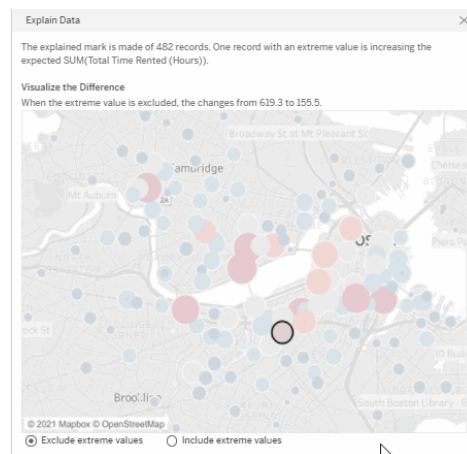 Explain Data
The explained mark is made of 482 records. One record with an extreme value is increasing the
expected SUM(Total Time Rented (Hours)).
Visualize the Difference
When the extreme value is excluded, the changes from 619.3 to 155.5.
Broadway St at Mt Pleasant St
Chelsea
Mt Auburn
South Boston Library
© 2021 Mapbox © OpenStreetMap
Exclude extreme values
Include extreme values